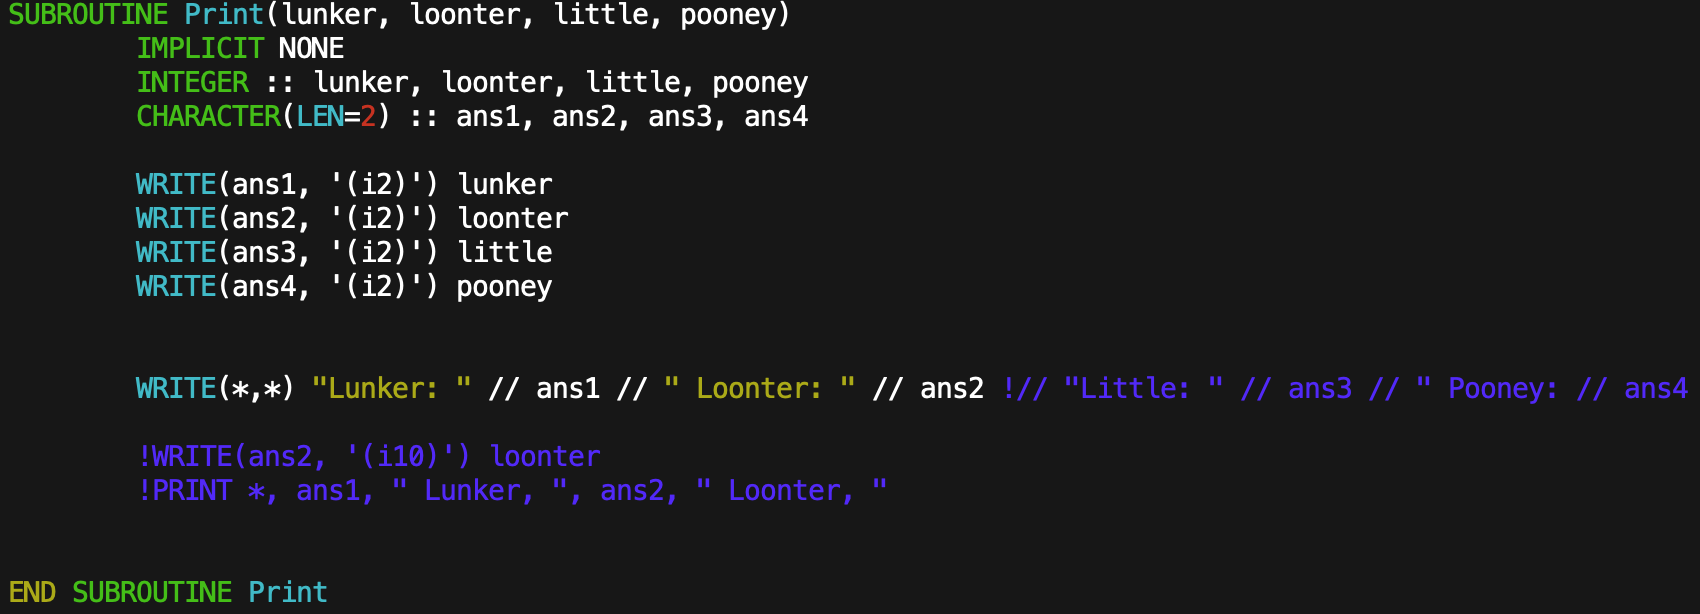 SUBROUTINE Print(lunker, loonter, little, pooney)
IMPLICIT NONE
INTEGER :: lunker, loonter, little, pooney
CHARACTER(LEN=2) :: ans1, ans2, ans3, ans4
WRITE(ans1, '(i2)') lunker
WRITE(ans2, '(i2)') loonter
WRITE(ans3, '(i2)') little
WRITE(ans4, '(i2)') pooney
WRITE(*,*) "Lunker: " // ans1 // " Loonter: " // ans2 !// "Little: " // ans3 // " Pooney: // ans4
!WRITE(ans2, '(i10)') loonter
!PRINT *, ans1, " Lunker, ", ans2, " Loonter, "
END SUBROUTINE Print